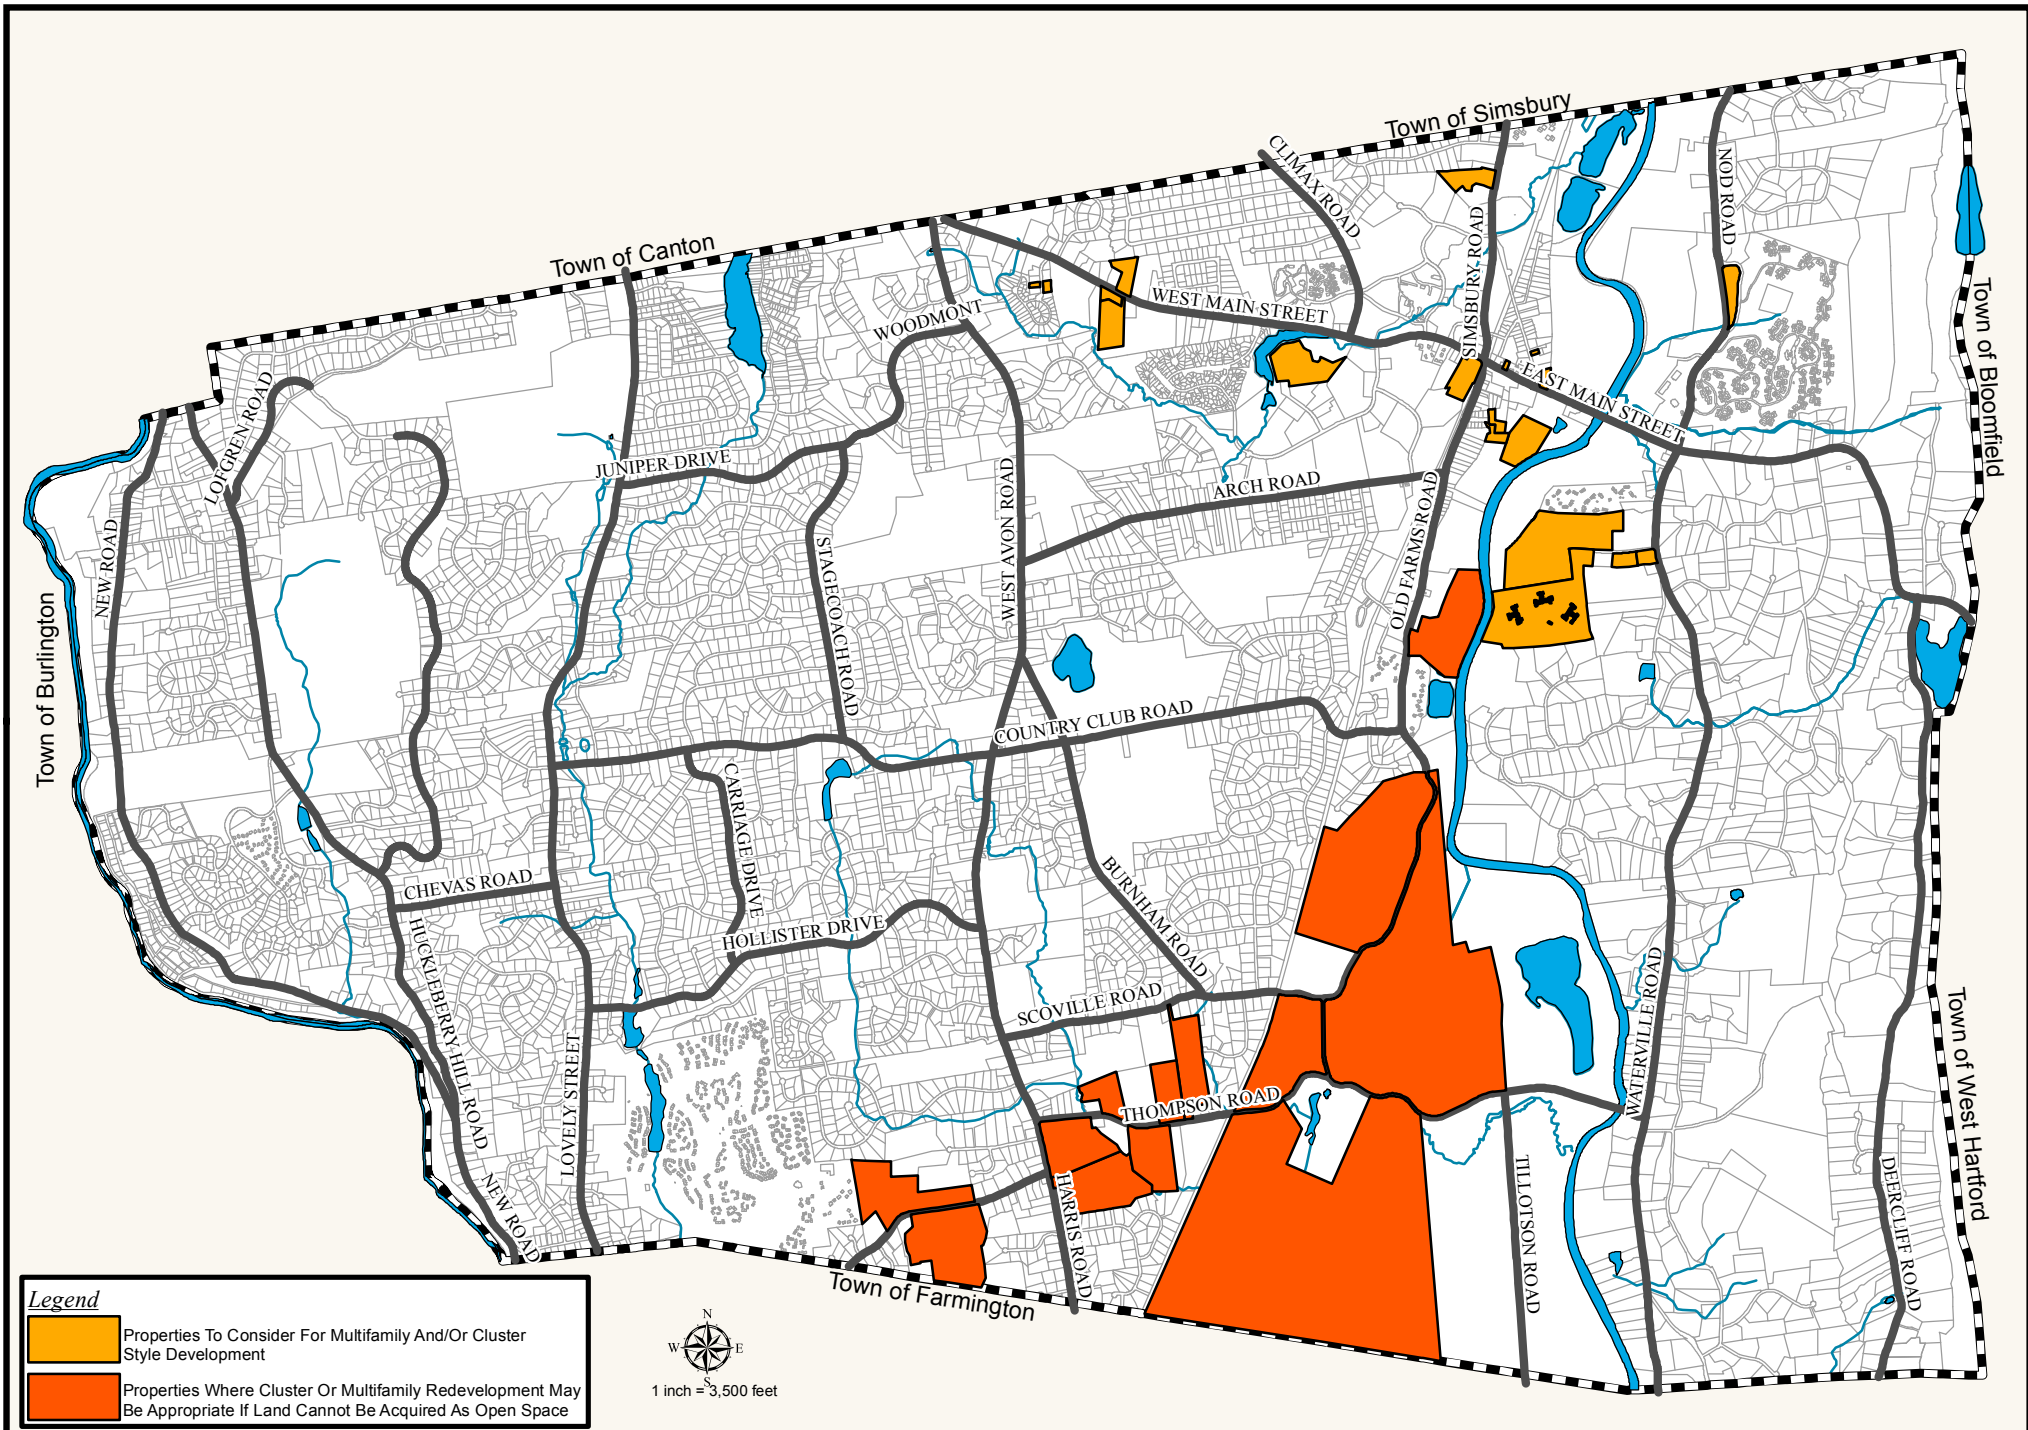 Town of Simsbury
CLIMAX ROAD
NOD ROAD
SIMSBURY ROAD
Town of Canton
WEST MAIN STREET
WOODMONT
Town of Bloomfield
EAST MAIN STREET
LOFGREN ROAD
JUNIPER DRIVE
ARCH ROAD
WEST AVON ROAD
OLD FARMS ROAD
NEW ROAD
STAGECOACH ROAD
Town of Burlington
COUNTRY CLUB ROAD
CARRIAGE DRIVE
BURNHAM ROAD
CHEVAS ROAD
HOLLISTER DRIVE
HUCKLEBERRY HILL ROAD
SCOVILLE ROAD
WATERVILLE ROAD
Town of West Hartford
LOVELY STREET
THOMPSON ROAD
HARRIS ROAD
TILLOTSON ROAD
DEERCLIFF ROAD
NEW ROAD
Town of Farmington
Legend
Properties To Consider For Multifamily And/Or Cluster
Style Development
Properties Where Cluster Or Multifamily Redevelopment May
Be Appropriate If Land Cannot Be Acquired As Open Space
N
W E
S
1 inch = 3,500 feet